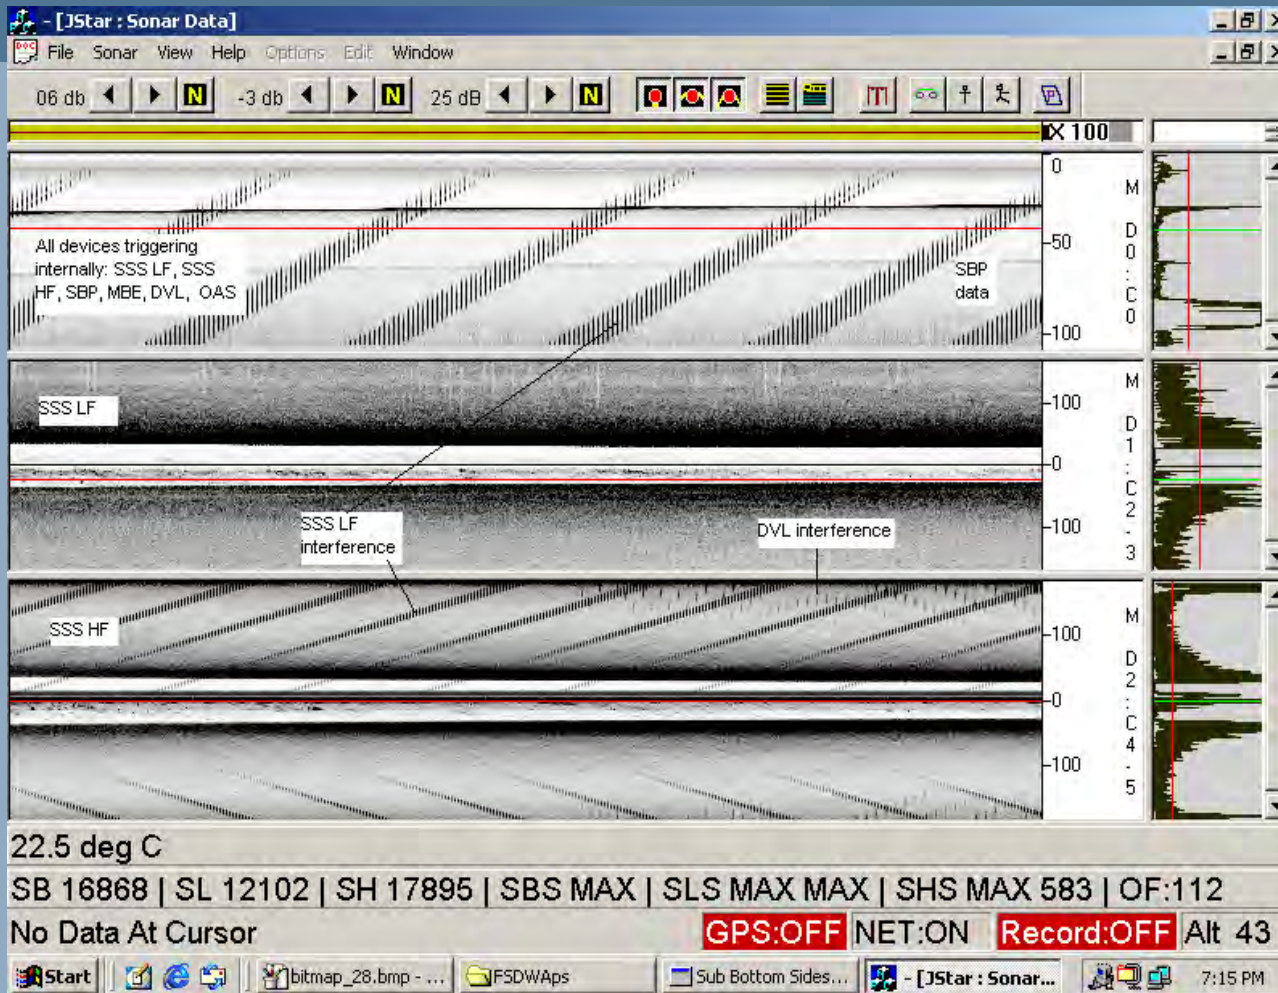 - [JStar : Sonar Data]
File Sonar View Help Options Edit Window
06 db N -3 db N 25 dB N
X 100
0
M
-50
D
0
:
C
0
-100
All devices triggering
internally: SSS LF, SSS
HF, SBP, MBE, DVL, OAS
SBP
data
SSS LF
-100
-0
-100
M
D
1
:
C
2
-
3
SSS LF
interference
DVL interference
SSS HF
-100
-0
-100
M
D
2
:
C
4
-
5
22.5 deg C
SB 16868 | SL 12102 | SH 17895 | SBS MAX | SLS MAX MAX | SHS MAX 583 | OF:112
No Data At Cursor GPS:OFF NET:ON Record:OFF Alt 43
Start bitmap_28.bmp - ... FSDWAps Sub Bottom Sides... - [JStar : Sonar... 7:15 PM